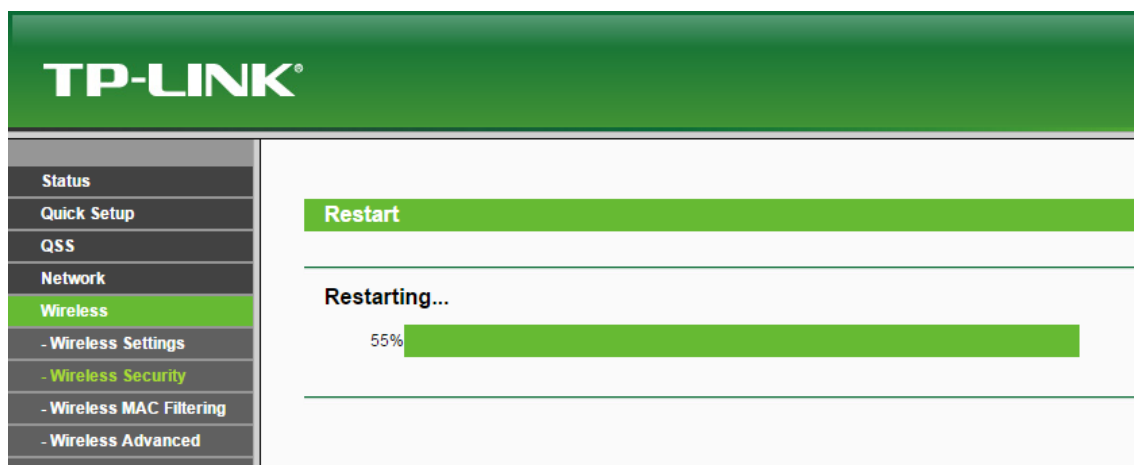 TP-LINK®
Status
Quick Setup
QSS
Network
Wireless
- Wireless Settings
- Wireless Security
- Wireless MAC Filtering
- Wireless Advanced
Restart
Restarting...
55%